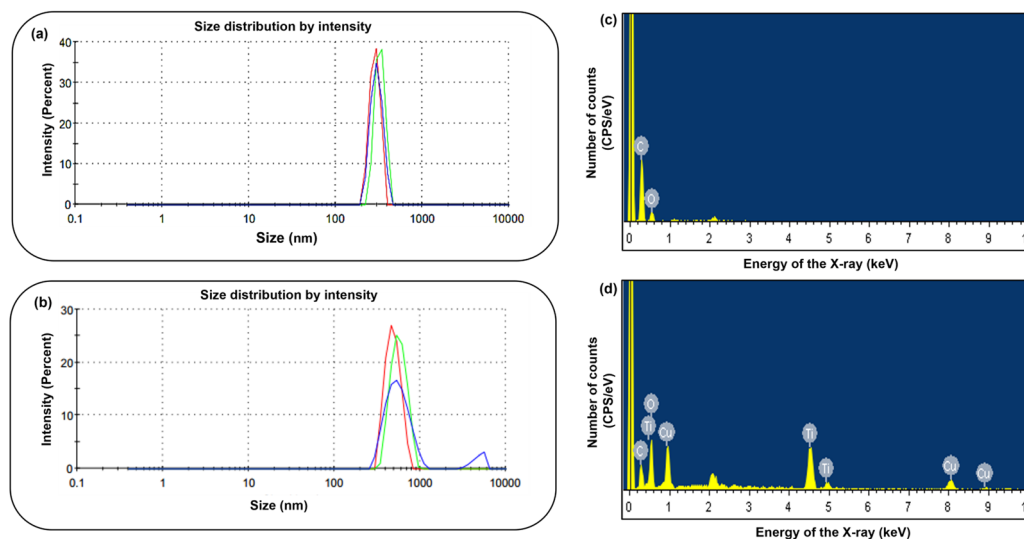 (a)
Size distribution by intensity
Intensity (Percent)
40
30
20
10
0
0.1 1 10 100 1000 10000
Size (nm)
(b)
Size distribution by intensity
Intensity (Percent)
30
20
10
0
0.1 1 10 100 1000 10000
Size (nm)
(c)
Number of counts
(CPS/eV)
C
O
0 1 2 3 4 5 6 7 8 9 1
Energy of the X-ray (keV)
(d)
Number of counts
(CPS/eV)
O
Ti
C
Cu
Ti
Ti
Cu
Cu
0 1 2 3 4 5 6 7 8 9 1
Energy of the X-ray (keV)